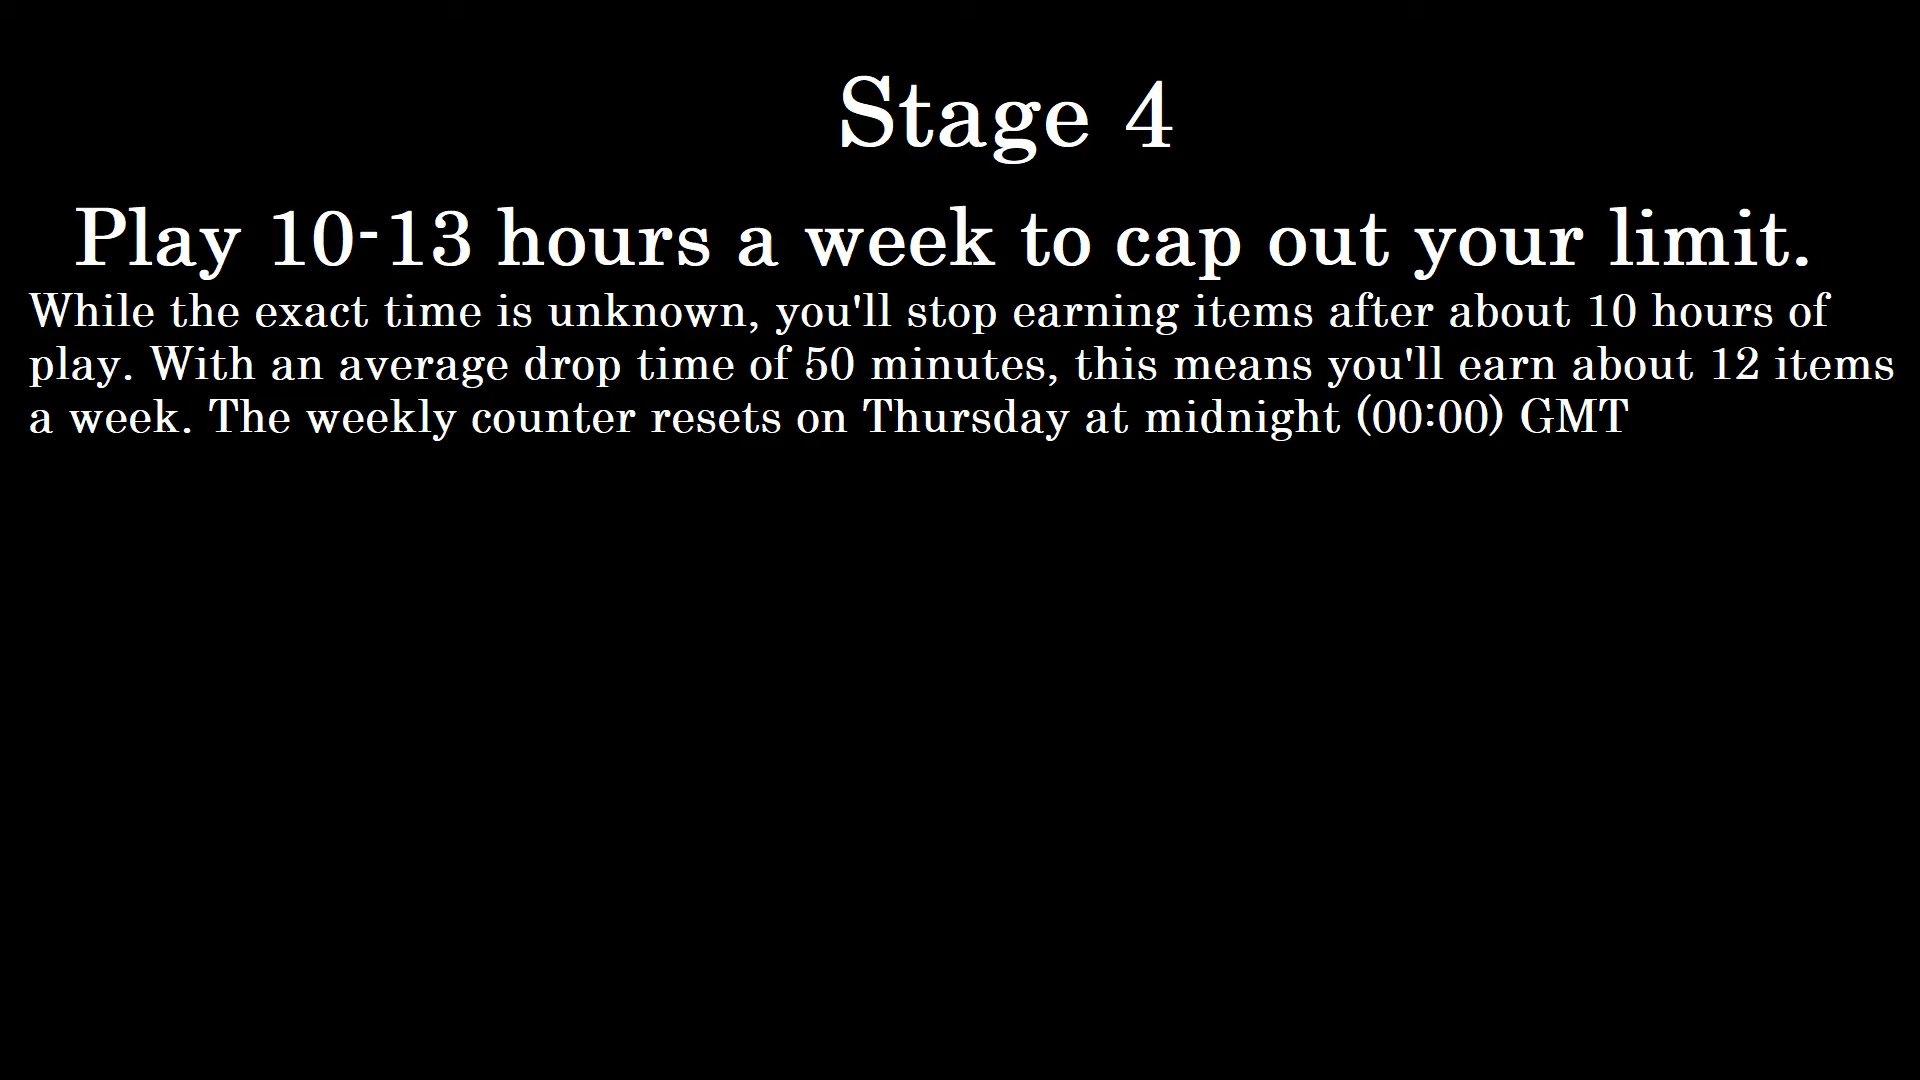 Stage 4
Play 10-13 hours a week to cap out your limit.
While the exact time is unknown, you'll stop earning items after about 10 hours of
play. With an average drop time of 50 minutes, this means you'll earn about 12 items
a week. The weekly counter resets on Thursday at midnight (00:00) GMT